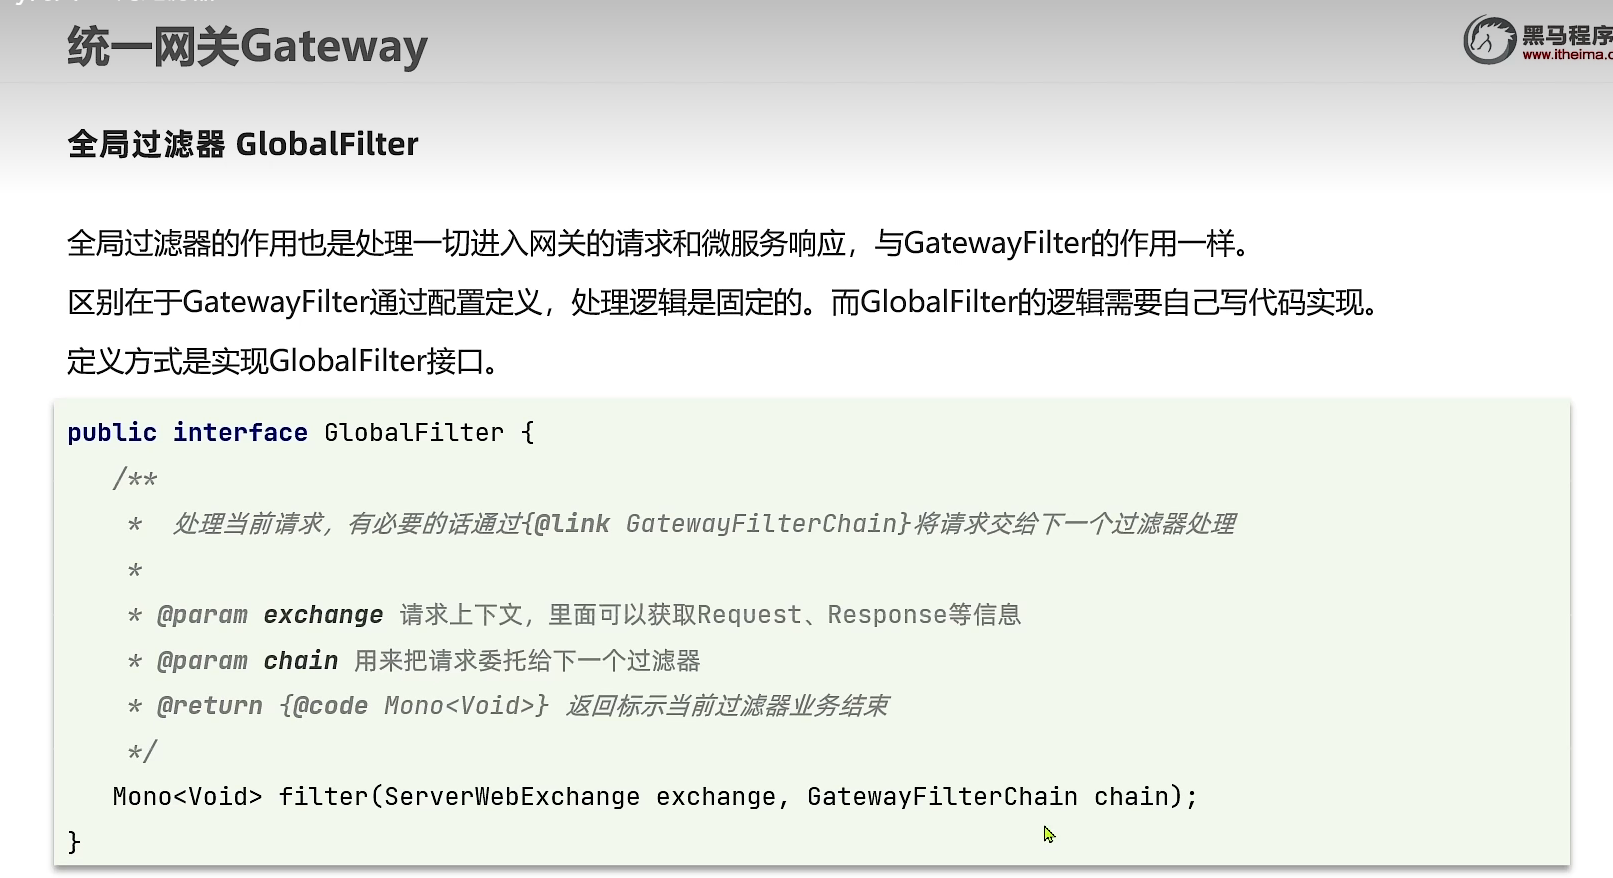 统一网关Gateway
黑马程序
www.itheima.c
全局过滤器 GlobalFilter
全局过滤器的作用也是处理一切进入网关的请求和微服务响应，与GatewayFilter的作用一样。
区别在于GatewayFilter通过配置定义，处理逻辑是固定的。而GlobalFilter的逻辑需要自己写代码实现。
定义方式是实现GlobalFilter接口。
public interface GlobalFilter {
/**
* 处理当前请求，有必要的话通过{@link GatewayFilterChain}将请求交给下一个过滤器处理
*
* @param exchange 请求上下文，里面可以获取Request、Response等信息
* @param chain 用来把请求委托给下一个过滤器
* @return {@code Mono<Void>} 返回标示当前过滤器业务结束
*/
Mono<Void> filter(ServerWebExchange exchange, GatewayFilterChain chain);
}